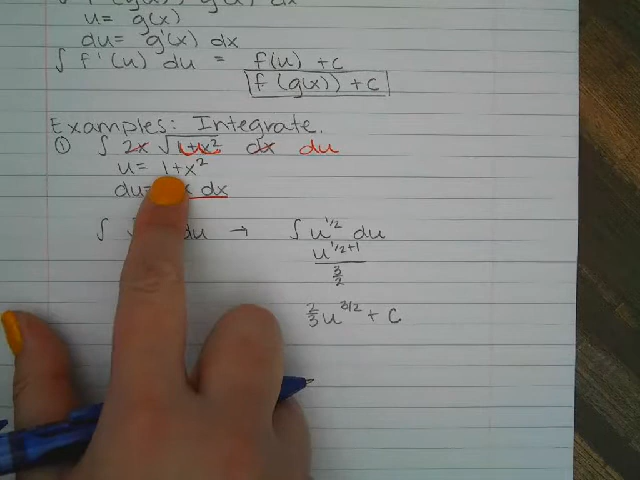 u= g(x)
du= g'(x) dx
∫ f'(u) du = f(u) +c
f (g(x)) + c
Examples: Integrate.
① ∫ 2x √1+x² dx du
u= 1+x²
du= x dx
∫ du → ∫ u^1/2 du
u^1/2+1
3/2
2/3 u^3/2 + C